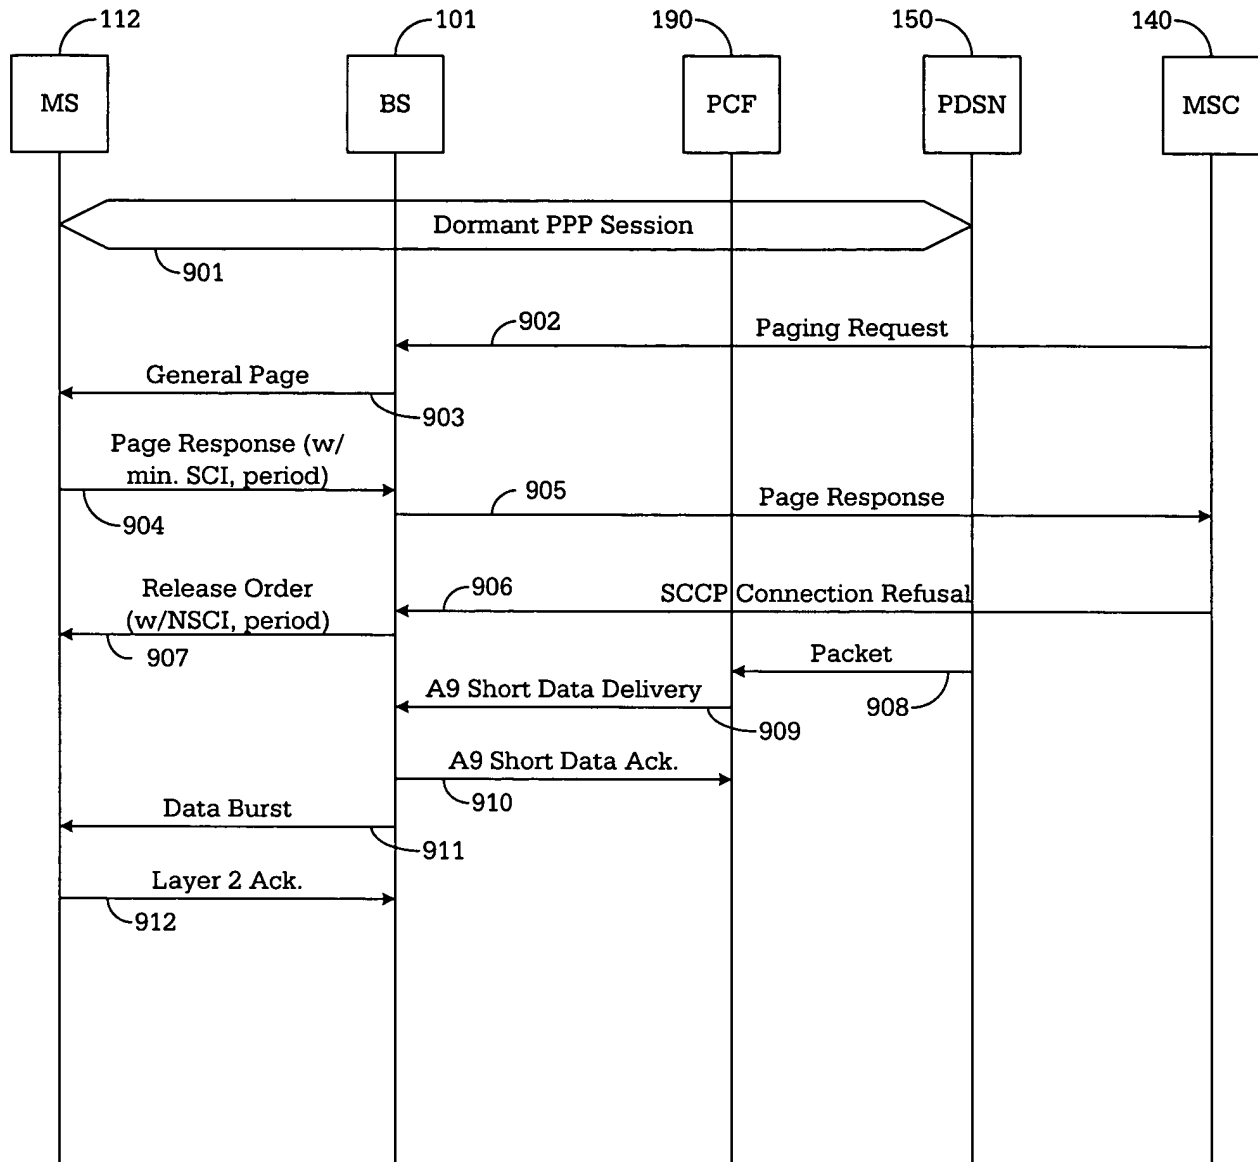 112
101
190
150
140
MS
BS
PCF
PDSN
MSC
Dormant PPP Session
901
902
Paging Request
General Page
903
Page Response (w/
min. SCI, period)
904
905
Page Response
Release Order
(w/NSCI, period)
906
SCCP Connection Refusal
907
Packet
908
A9 Short Data Delivery
909
A9 Short Data Ack.
910
Data Burst
911
Layer 2 Ack.
912